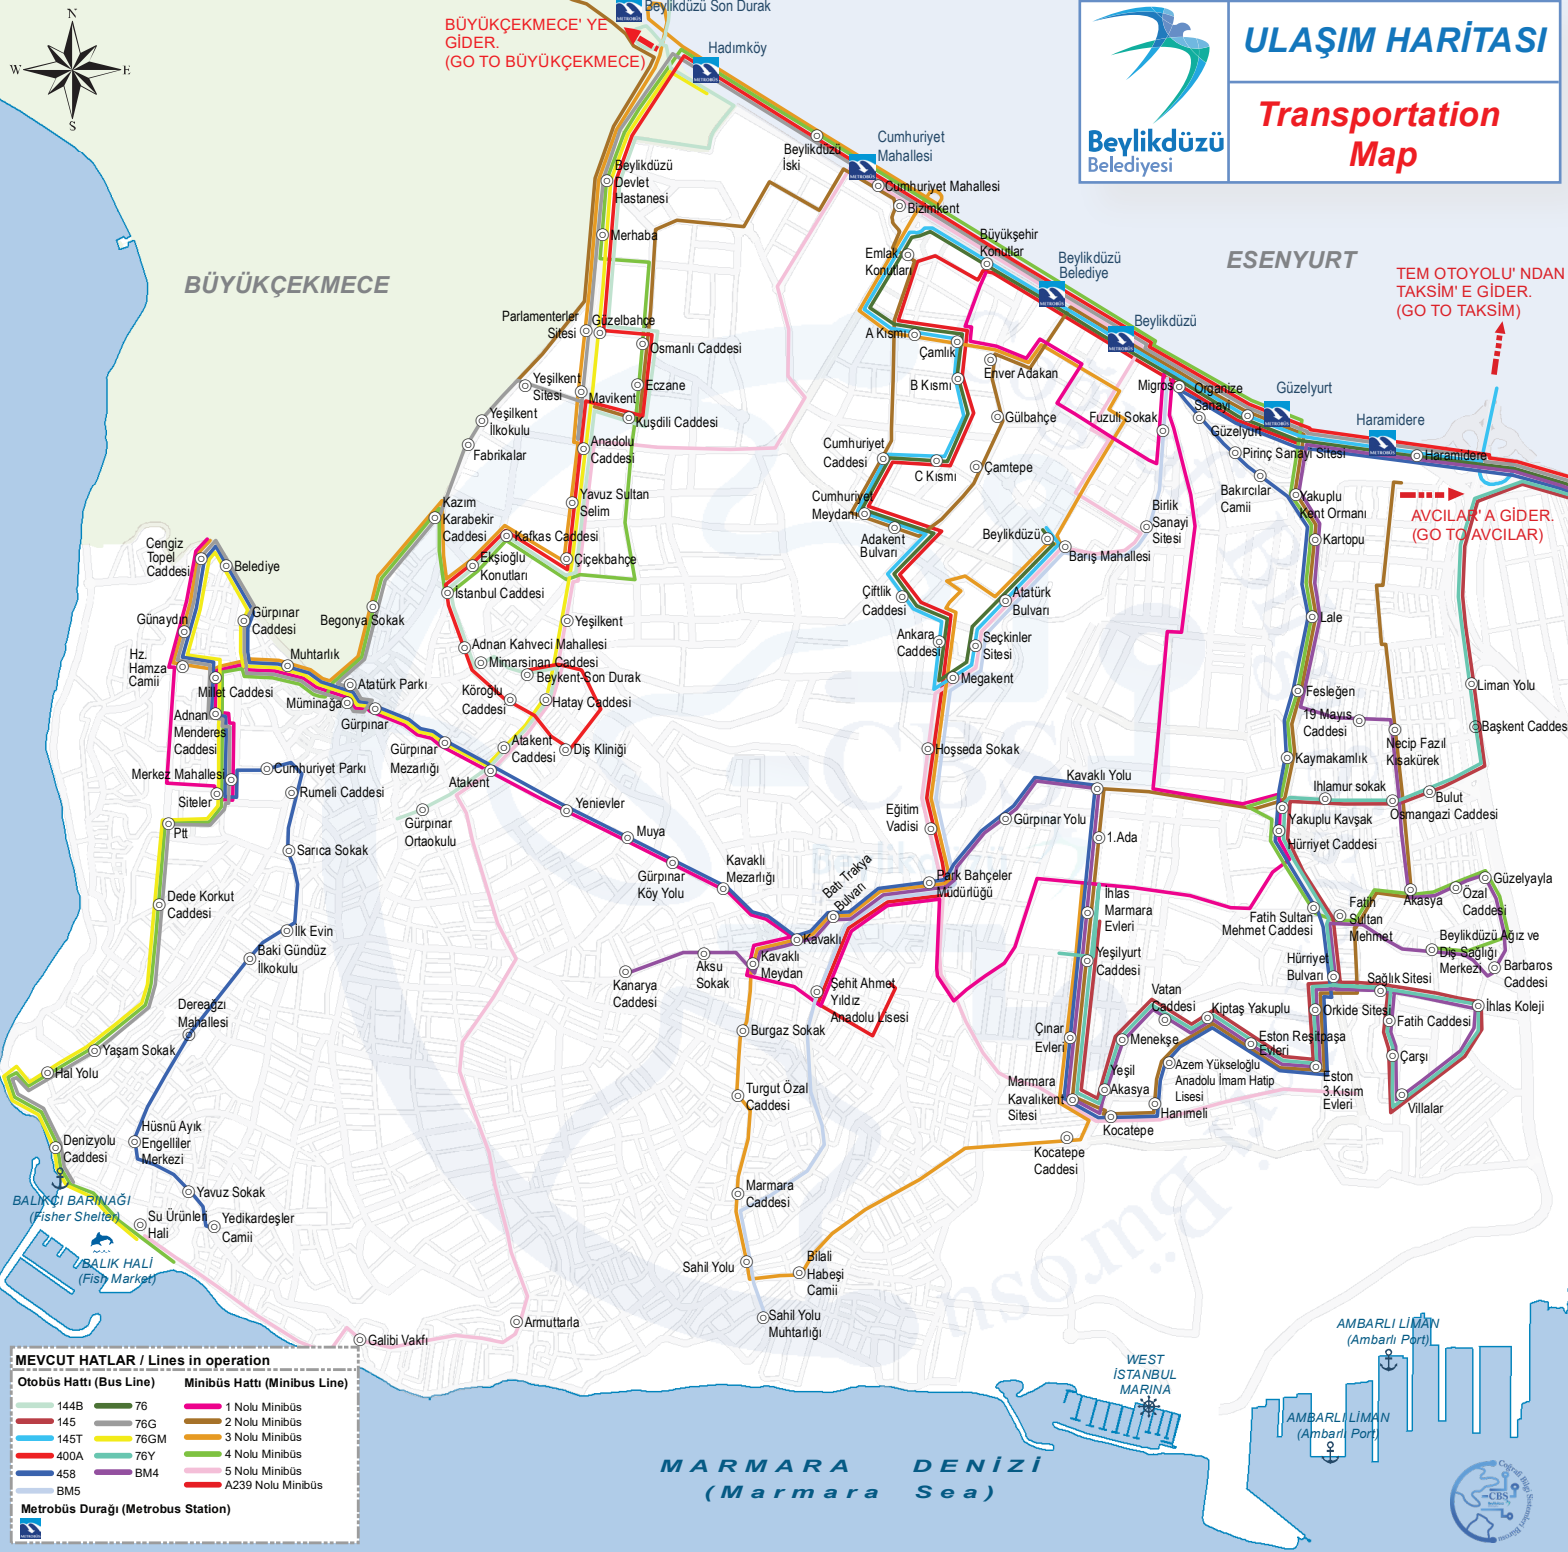 N
W
E
S
BÜYÜKÇEKMECE' YE
GİDER.
(GO TO BÜYÜKÇEKMECE)
Beylikdüzü Son Durak
Hadımköy
Beylikdüzü
Belediyesi
ULAŞIM HARİTASI
Transportation
Map
Beylikdüzü
İski
Cumhuriyet
Mahallesi
Cumhuriyet Mahallesi
Bizimkent
Beylikdüzü
Devlet
Hastanesi
Merhaba
Emlak
Konutları
Büyükşehir
Konutlar
Beylikdüzü
Belediye
Beylikdüzü
BÜYÜKÇEKMECE
ESENYURT
TEM OTOYOLU' NDAN
TAKSİM' E GİDER.
(GO TO TAKSİM)
Parlamenterler
Sitesi
Güzelbahçe
Osmanlı Caddesi
A Kısmı
Çamlık
Enver Adakan
B Kısmı
Migros
Organize
Sanayi
Güzelyurt
Haramidere
Yeşilkent
Sitesi
Mavikent
Eczane
Yeşilkent
İlkokulu
Kuşdili Caddesi
Gülbahçe
Fuzuli Sokak
Güzelyurt
Fabrikalar
Anadolu
Caddesi
Cumhuriyet
Caddesi
C Kısmı
Çamtepe
Pirinç Sanayi Sitesi
Haramidere
Bakırcılar
Camii
Yakuplu
Kent Ormanı
Kazım
Karabekir
Caddesi
Yavuz Sultan
Selim
Cumhuriyet
Meydanı
Adakent
Bulvarı
Beylikdüzü
Birlik
Sanayi
Sitesi
AVCILAR' A GİDER.
(GO TO AVCILAR)
Kafkas Caddesi
Barış Mahallesi
Kartopu
Cengiz
Topel
Caddesi
Belediye
Ekşioğlu
Konutları
Çiçekbahçe
İstanbul Caddesi
Çiftlik
Caddesi
Atatürk
Bulvarı
Günaydın
Gürpınar
Caddesi
Begonya Sokak
Yeşilkent
Lale
Hz.
Hamza
Camii
Muhtarlık
Adnan Kahveci Mahallesi
Mimarsinan Caddesi
Beykent-Son Durak
Ankara
Caddesi
Seçkinler
Sitesi
Megakent
Millet Caddesi
Atatürk Parkı
Müminağa
Köroğlu
Caddesi
Hatay Caddesi
Fesleğen
Liman Yolu
Adnan
Menderes
Caddesi
Gürpınar
19 Mayıs
Caddesi
Necip Fazıl
Kısakürek
Başkent Caddes
Gürpınar
Mezarlığı
Atakent
Caddesi
Diş Kliniği
Hoşseda Sokak
Kaymakamlık
Merkez Mahallesi
Cumhuriyet Parkı
Atakent
Kavaklı Yolu
Siteler
Rumeli Caddesi
Yenievler
Ihlamur sokak
Bulut
Osmangazi Caddesi
Ptt
Gürpınar
Ortaokulu
Eğitim
Vadisi
Gürpınar Yolu
Yakuplu Kavşak
Sarıca Sokak
Muya
1.Ada
Hürriyet Caddesi
Gürpınar
Köy Yolu
Kavaklı
Mezarlığı
Batı Trakya
Bulvarı
Park Bahçeler
Müdürlüğü
Akasya
Güzelyayla
Özal
Caddesi
Dede Korkut
Caddesi
İhlas
Marmara
Evleri
Fatih Sultan
Mehmet Caddesi
Fatih
Sultan
Mehmet
İlk Evin
Kavaklı
Beylikdüzü Ağız ve
Diş Sağlığı
Merkezi
Baki Gündüz
İlkokulu
Aksu
Sokak
Kavaklı
Meydan
Yeşilyurt
Caddesi
Hürriyet
Bulvarı
Barbaros
Caddesi
Kanarya
Caddesi
Şehit Ahmet
Yıldız
Anadolu Lisesi
Sağlık Sitesi
Dereağzı
Mahallesi
Vatan
Caddesi
Kiptaş Yakuplu
Orkide Sitesi
İhlas Koleji
Burgaz Sokak
Çınar
Evleri
Menekşe
Eston Reşitpaşa
Evleri
Fatih Caddesi
Yaşam Sokak
Çarşı
Hal Yolu
Turgut Özal
Caddesi
Marmara
Kavaklıkent
Sitesi
Yeşil
Akasya
Azem Yükseloğlu
Anadolu İmam Hatip
Lisesi
Eston
3.Kısım
Evleri
Villalar
Hüsnü Ayık
Engelliler
Merkezi
Hanımeli
Kocatepe
Denizyolu
Caddesi
Kocatepe
Caddesi
BALIKÇI BARINAĞI
(Fisher Shelter)
Yavuz Sokak
Marmara
Caddesi
Su Ürünleri
Hali
Yedikardeşler
Camii
BALIK HALİ
(Fish Market)
Sahil Yolu
Bilali
Habeşi
Camii
Galibi Vakfı
Armuttarla
Sahil Yolu
Muhtarlığı
AMBARLI LİMAN
(Ambarlı Port)
WEST
İSTANBUL
MARINA
AMBARLI LİMAN
(Ambarlı Port)
MARMARA DENİZİ
(Marmara Sea)
MEVCUT HATLAR / Lines in operation
Otobüs Hattı (Bus Line)
144B
145
145T
400A
458
BM5
76
76G
76GM
76Y
BM4
Minibüs Hattı (Minibus Line)
1 Nolu Minibüs
2 Nolu Minibüs
3 Nolu Minibüs
4 Nolu Minibüs
5 Nolu Minibüs
A239 Nolu Minibüs
Metrobüs Durağı (Metrobus Station)
METROBÜS
Coğrafi Bilgi Sistemleri Bürosu
CBS